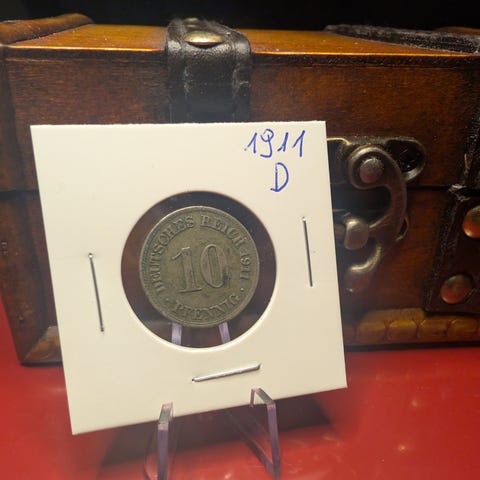 1911
D
DEUTSCHES REICH 1911
10
PFENNIG